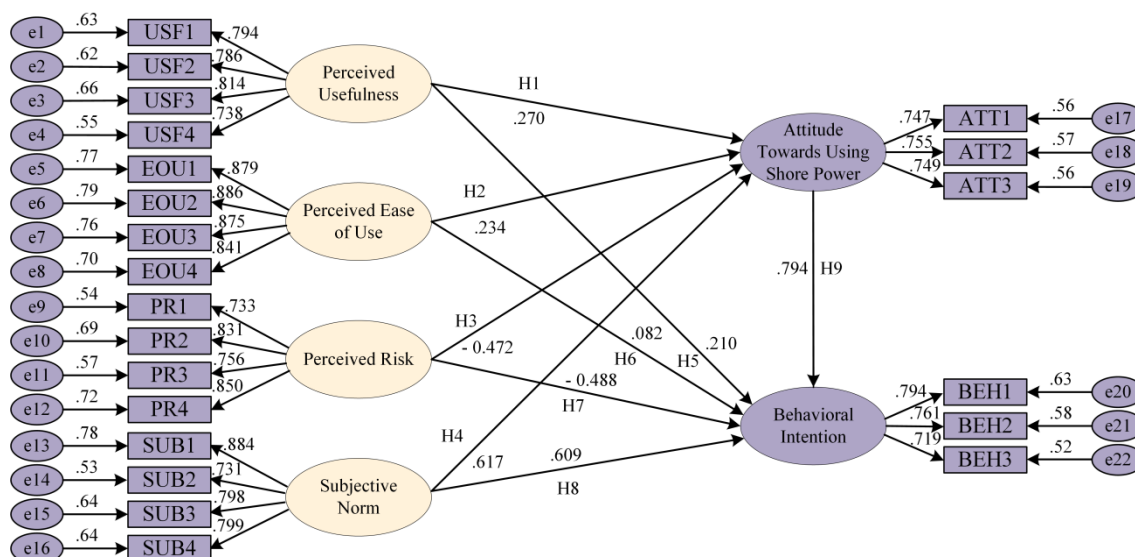 e1 .63 USF1 .794
e2 .62 USF2 .786
e3 .66 USF3 .814
e4 .55 USF4 .738
Perceived
Usefulness
e5 .77 EOU1 .879
e6 .79 EOU2 .886
e7 .76 EOU3 .875
e8 .70 EOU4 .841
Perceived Ease
of Use
e9 .54 PR1 .733
e10 .69 PR2 .831
e11 .57 PR3 .756
e12 .72 PR4 .850
Perceived Risk
e13 .78 SUB1 .884
e14 .53 SUB2 .731
e15 .64 SUB3 .798
e16 .64 SUB4 .799
Subjective
Norm
H1
.270
H2
.234
H3
- 0.472
H4
.617
.210
H5
.082
H6
- 0.488
H7
.609
H8
.794 H9
Attitude
Towards Using
Shore Power
.747 ATT1 .56 e17
.755 ATT2 .57 e18
.749 ATT3 .56 e19
Behavioral
Intention
.794 BEH1 .63 e20
.761 BEH2 .58 e21
.719 BEH3 .52 e22